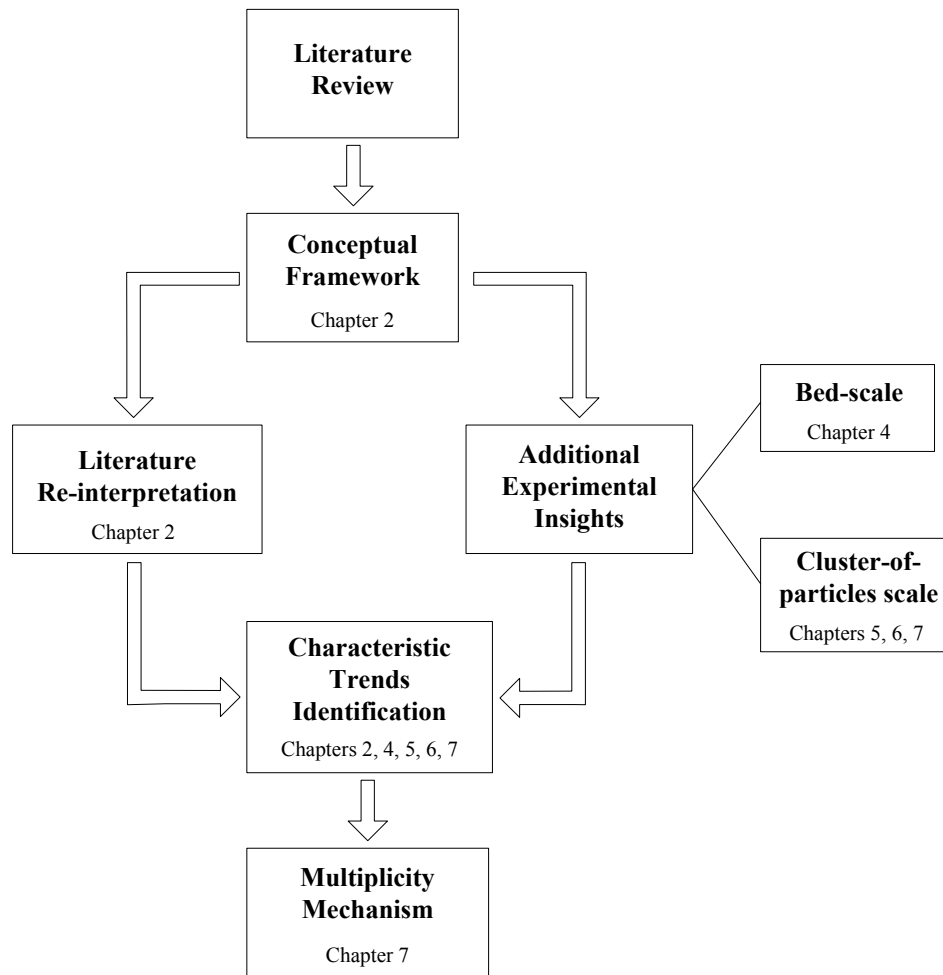 Literature
Review
Conceptual
Framework
Chapter 2
Literature
Re-interpretation
Chapter 2
Additional
Experimental
Insights
Bed-scale
Chapter 4
Cluster-of-
particles scale
Chapters 5, 6, 7
Characteristic
Trends
Identification
Chapters 2, 4, 5, 6, 7
Multiplicity
Mechanism
Chapter 7